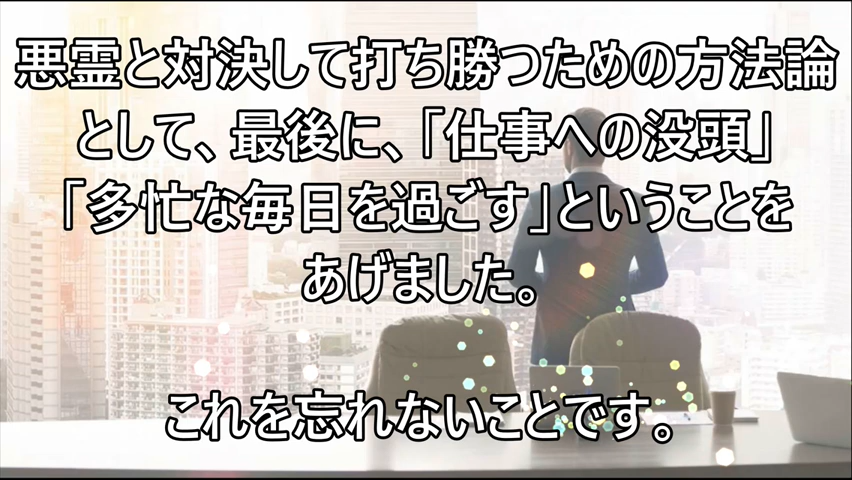 悪霊と対決して打ち勝つための方法論
として、最後に、「仕事への没頭」
「多忙な毎日を過ごす」ということを
あげました。
これを忘れないことです。